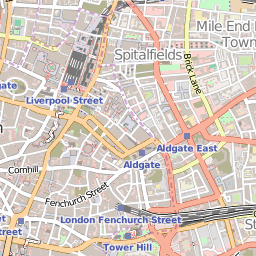 Mile End
Town
Spitalfields
Brick Lane
gate
Liverpool Street
n
Aldgate East
Aldgate
Cornhill
Fenchurch Street
S
London Fenchurch Street
Tower Hill